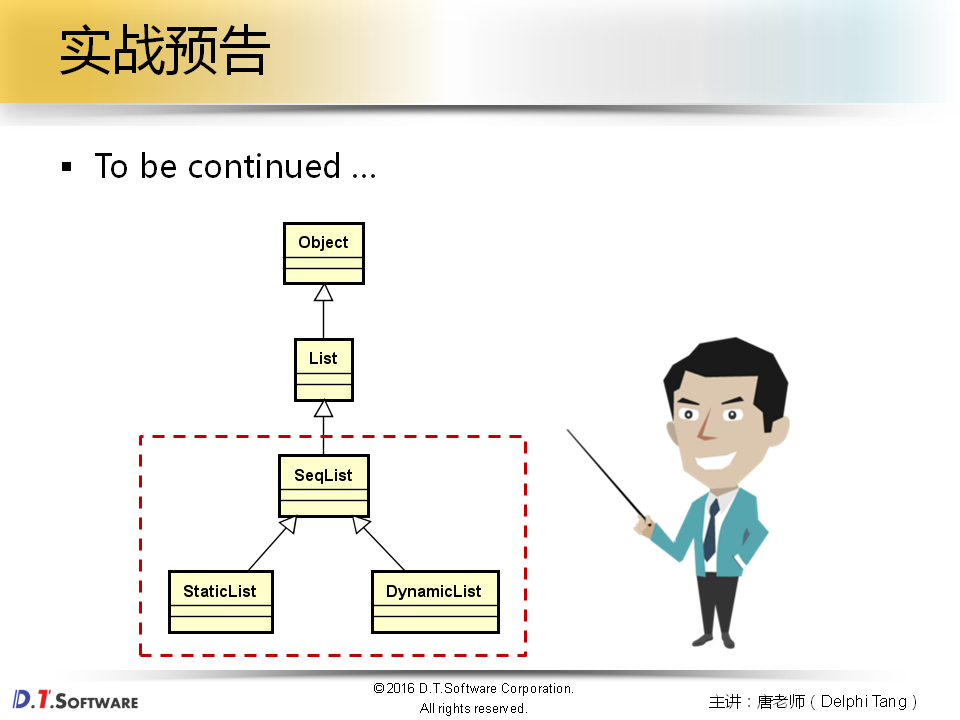 实战预告
▪ To be continued …
Object
List
SeqList
StaticList
DynamicList
D.T.SOFTWARE
©2016 D.T.Software Corporation.
All rights reserved.
主讲：唐老师（Delphi Tang）